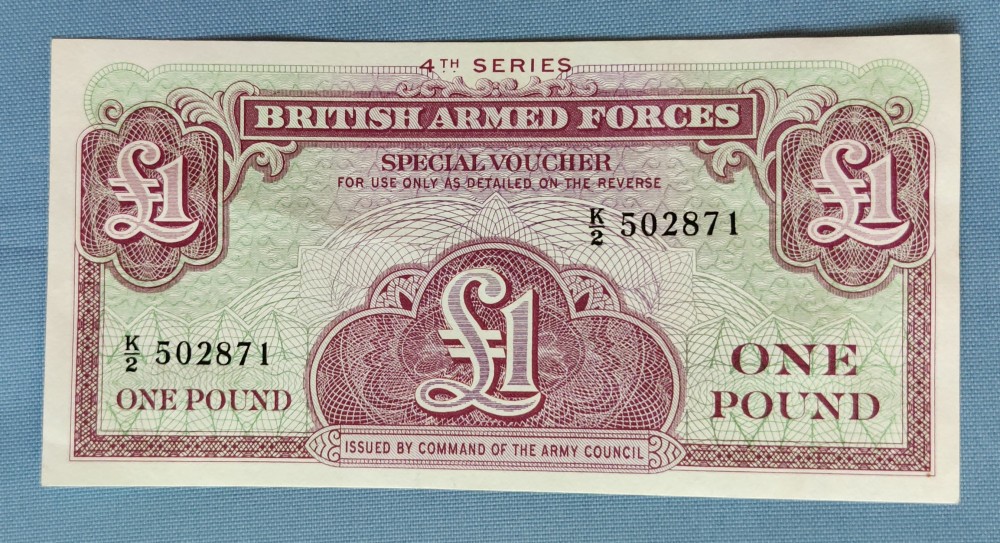 4TH SERIES
BRITISH ARMED FORCES
SPECIAL VOUCHER
FOR USE ONLY AS DETAILED ON THE REVERSE
£1
£1
K/2 502871
£1
K/2 502871
ONE POUND
ONE
POUND
ISSUED BY COMMAND OF THE ARMY COUNCIL